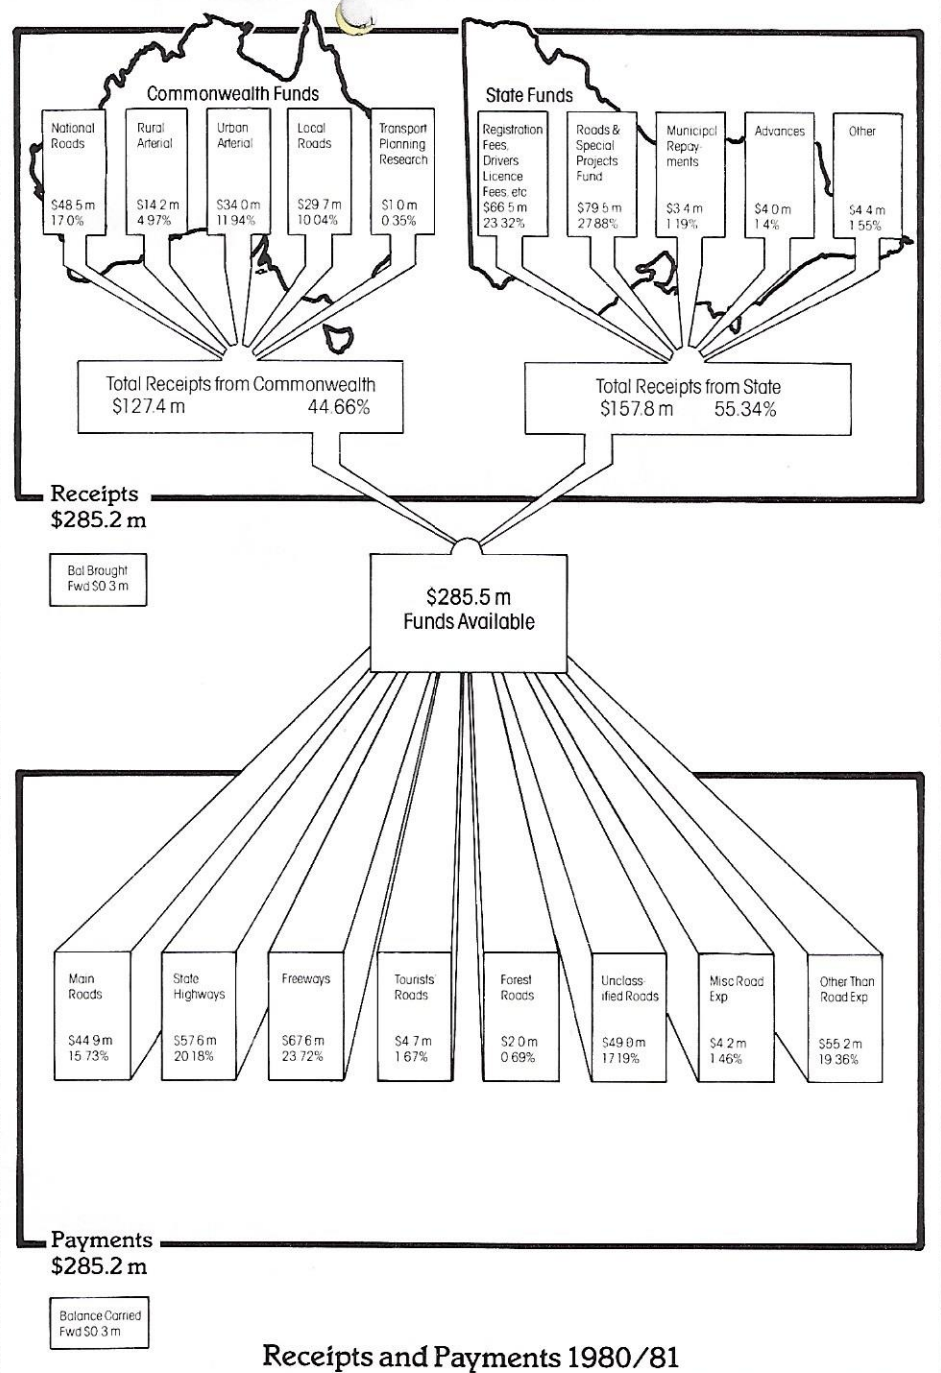 Commonwealth Funds
National
Roads
$48.5 m
17.0%
Rural
Arterial
$14.2 m
4.97%
Urban
Arterial
$34.0 m
11.94%
Local
Roads
$29.7 m
10.04%
Transport
Planning
Research
$1.0 m
0.35%
State Funds
Registration
Fees,
Drivers
Licence
Fees, etc
$66.5 m
23.32%
Roads &
Special
Projects
Fund
$79.5 m
27.88%
Municipal
Repay-
ments
$3.4 m
1.19%
Advances
$4.0 m
1.4%
Other
$4.4 m
1.55%
Total Receipts from Commonwealth
$127.4 m 44.66%
Total Receipts from State
$157.8 m 55.34%
Receipts
$285.2 m
Bal Brought
Fwd $0.3 m
$285.5 m
Funds Available
Main
Roads
$44.9 m
15.73%
State
Highways
$57.6 m
20.18%
Freeways
$67.6 m
23.72%
Tourists'
Roads
$4.7 m
1.67%
Forest
Roads
$2.0 m
0.69%
Unclass-
ified Roads
$49.0 m
17.19%
Misc Road
Exp
$4.2 m
1.46%
Other Than
Road Exp
$55.2 m
19.36%
Payments
$285.2 m
Balance Carried
Fwd $0.3 m
Receipts and Payments 1980/81